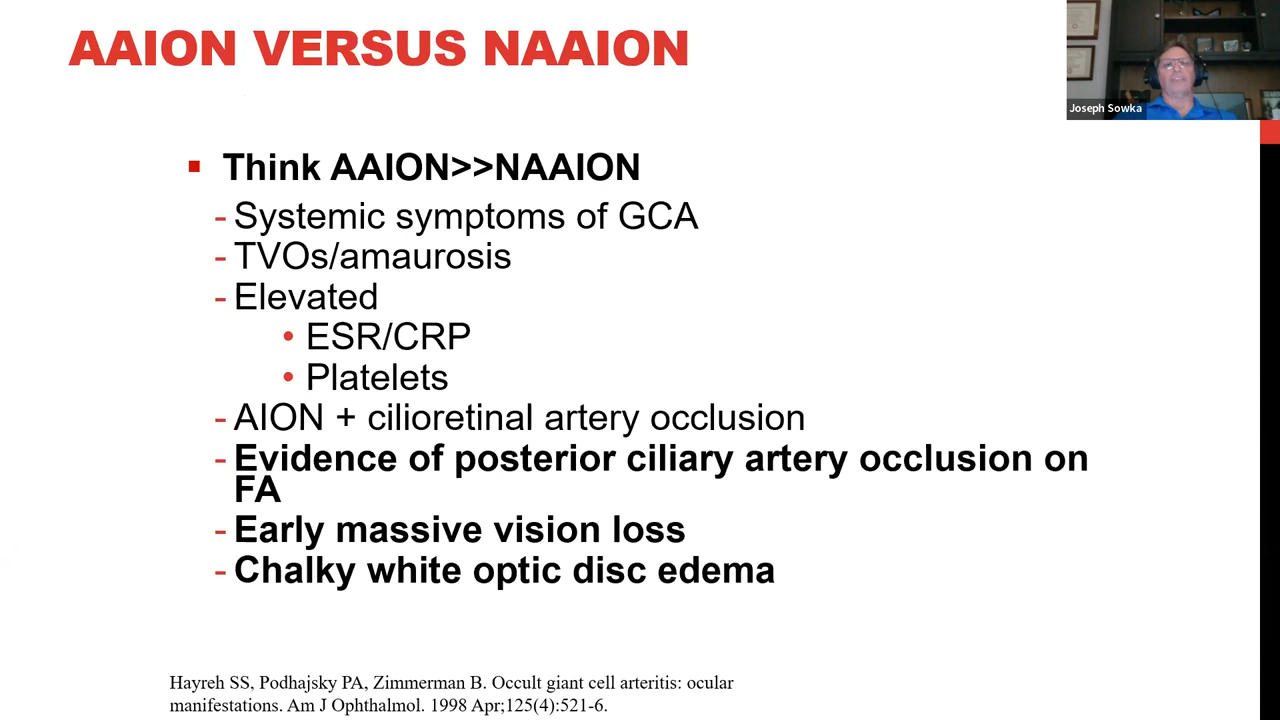 AAION VERSUS NAAION
Joseph Sowka
▪ Think AAION>>NAAION
- Systemic symptoms of GCA
- TVOs/amaurosis
- Elevated
• ESR/CRP
• Platelets
- AION + cilioretinal artery occlusion
- Evidence of posterior ciliary artery occlusion on
FA
- Early massive vision loss
- Chalky white optic disc edema
Hayreh SS, Podhajsky PA, Zimmerman B. Occult giant cell arteritis: ocular
manifestations. Am J Ophthalmol. 1998 Apr;125(4):521-6.